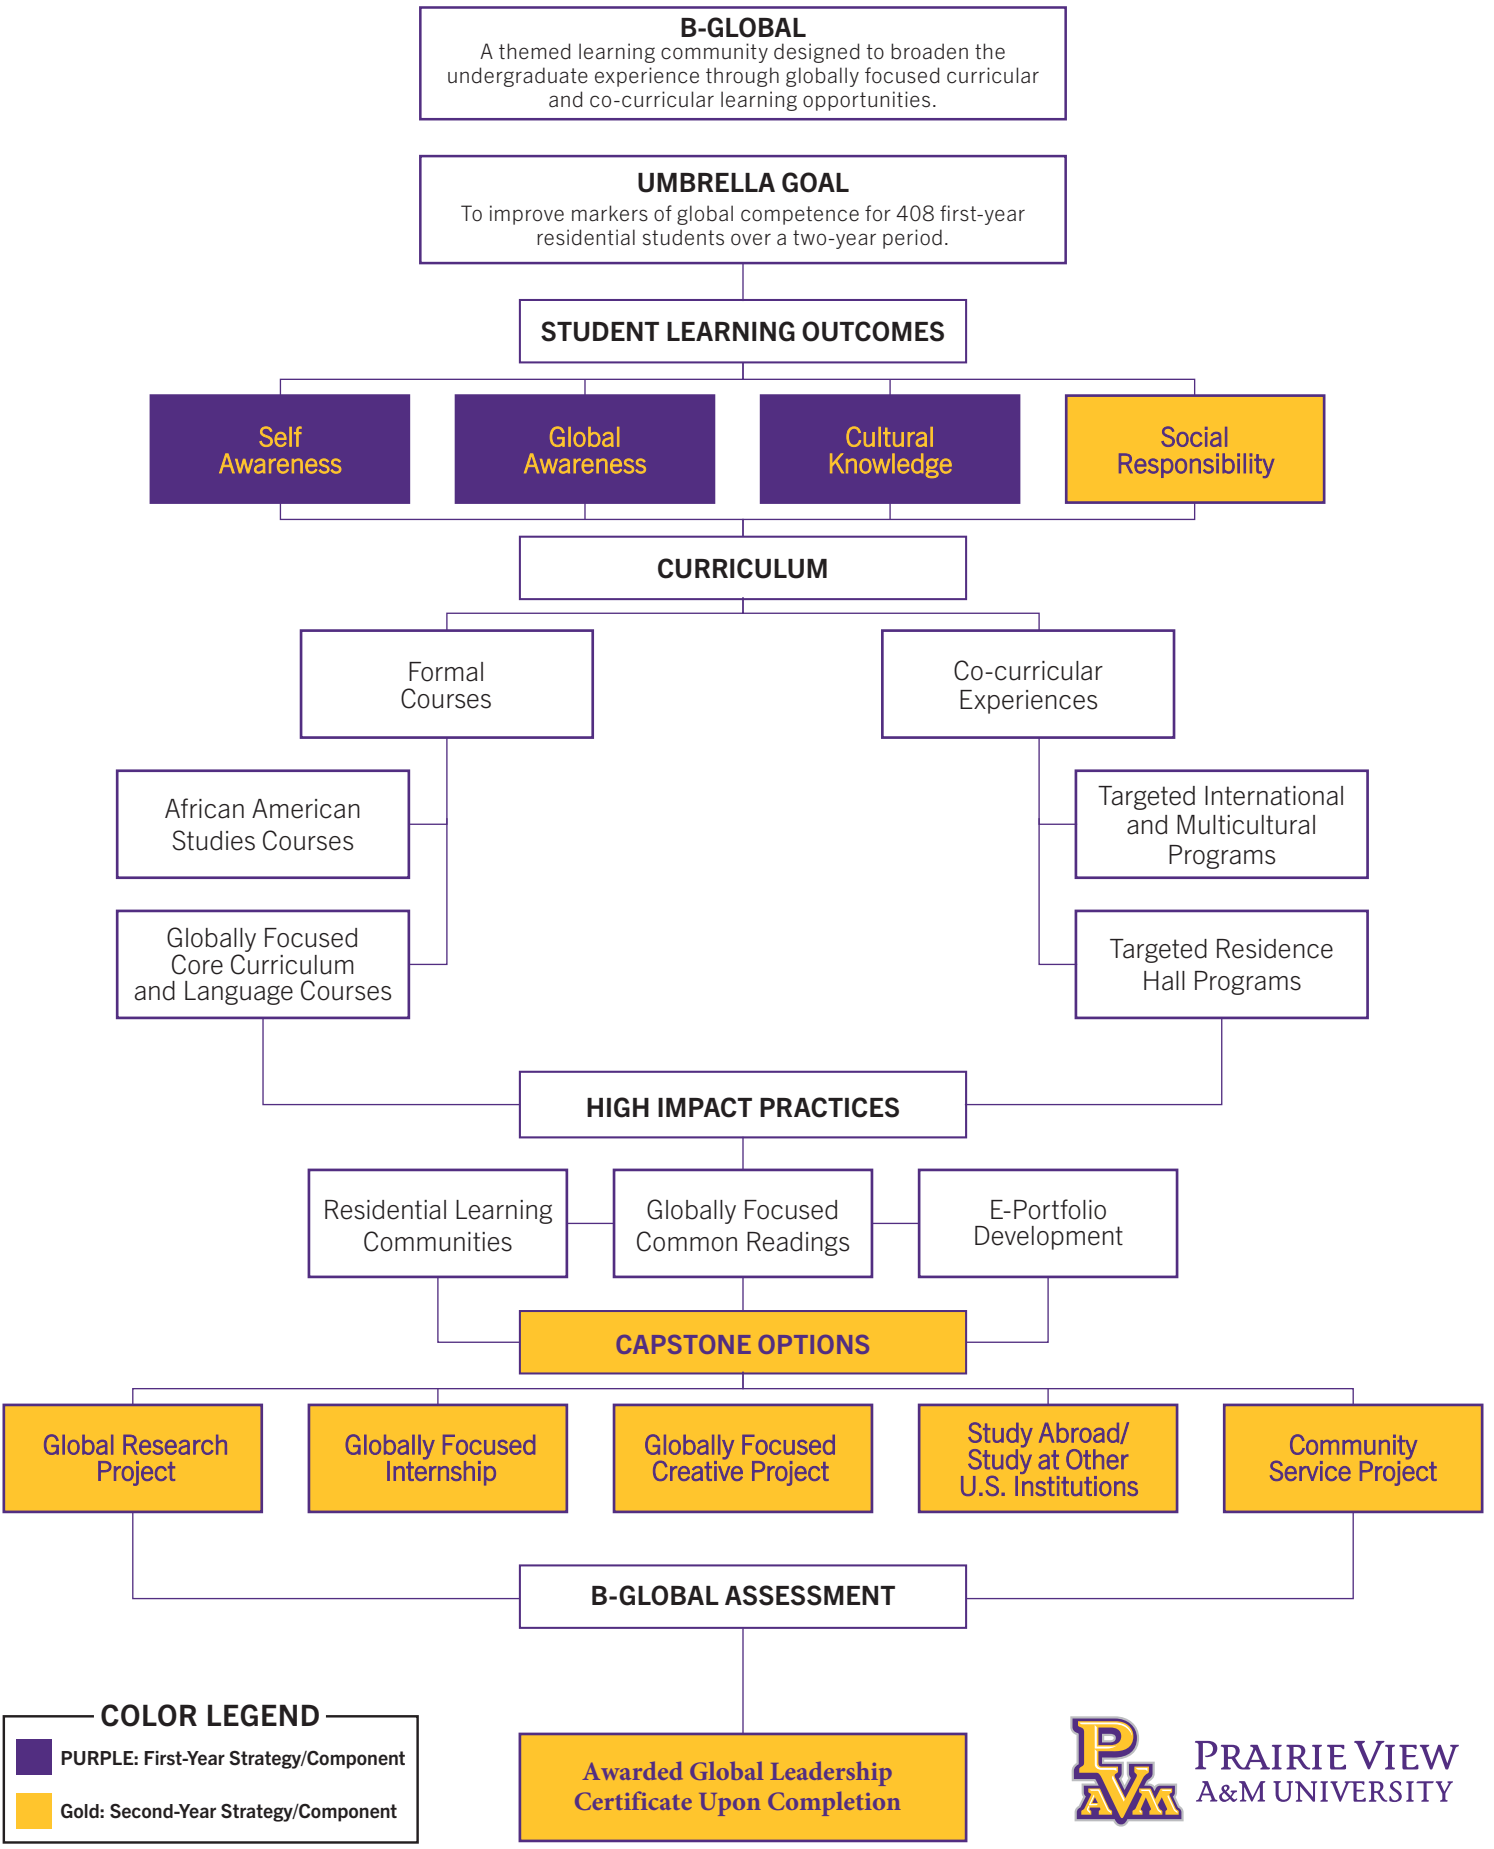 B-GLOBAL
A themed learning community designed to broaden the
undergraduate experience through globally focused curricular
and co-curricular learning opportunities.
UMBRELLA GOAL
To improve markers of global competence for 408 first-year
residential students over a two-year period.
STUDENT LEARNING OUTCOMES
Self
Awareness
Global
Awareness
Cultural
Knowledge
Social
Responsibility
CURRICULUM
Formal
Courses
Co-curricular
Experiences
African American
Studies Courses
Targeted International
and Multicultural
Programs
Globally Focused
Core Curriculum
and Language Courses
Targeted Residence
Hall Programs
HIGH IMPACT PRACTICES
Residential Learning
Communities
Globally Focused
Common Readings
E-Portfolio
Development
CAPSTONE OPTIONS
Global Research
Project
Globally Focused
Internship
Globally Focused
Creative Project
Study Abroad/
Study at Other
U.S. Institutions
Community
Service Project
B-GLOBAL ASSESSMENT
Awarded Global Leadership
Certificate Upon Completion
COLOR LEGEND
PURPLE: First-Year Strategy/Component
Gold: Second-Year Strategy/Component
PVAM
PRAIRIE VIEW
A&M UNIVERSITY